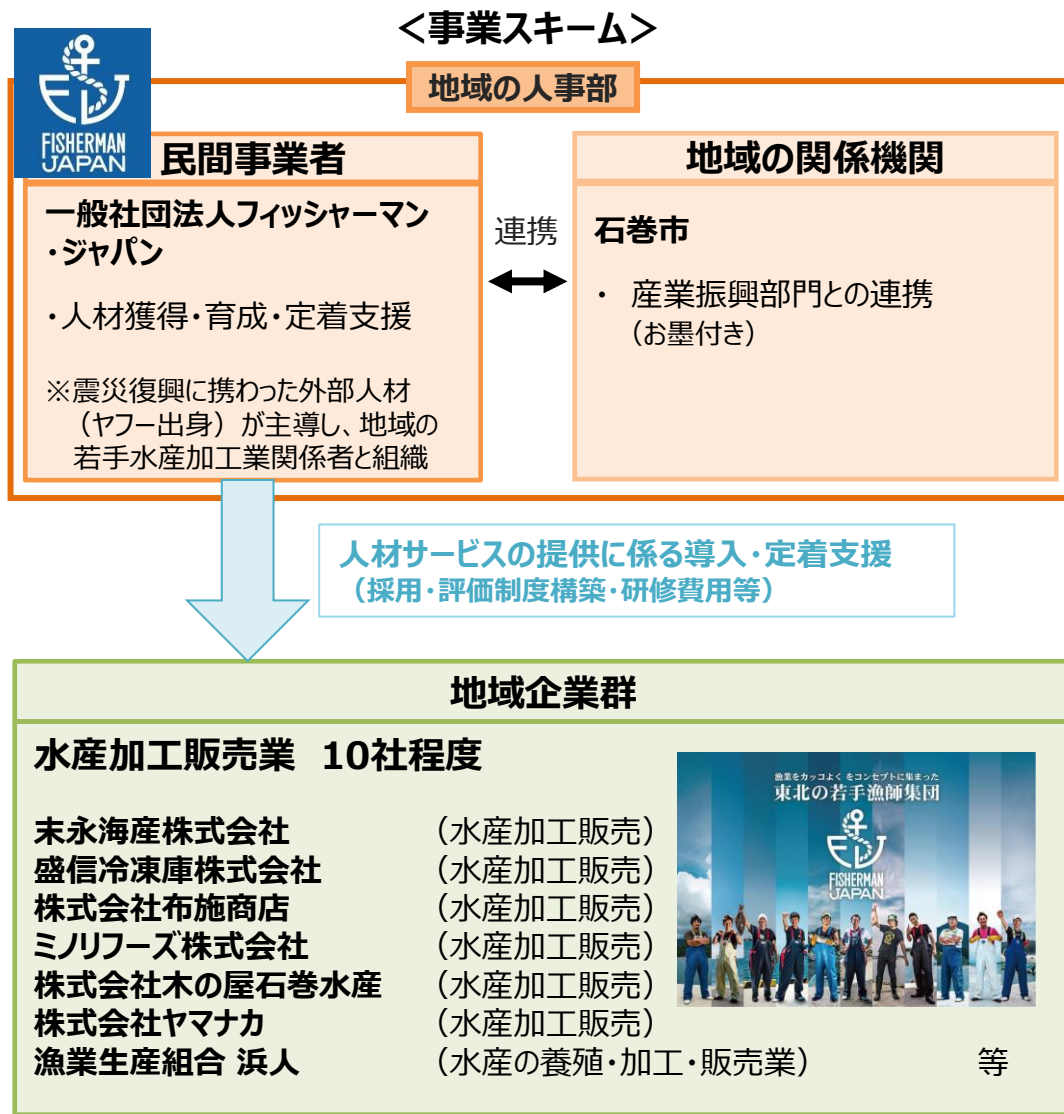 ＜事業スキーム＞
地域の人事部
FISHERMAN
JAPAN
民間事業者
一般社団法人フィッシャーマン
・ジャパン
・人材獲得・育成・定着支援
※震災復興に携わった外部人材
（ヤフー出身）が主導し、地域の
若手水産加工業関係者と組織
連携
地域の関係機関
石巻市
・ 産業振興部門との連携
（お墨付き）
人材サービスの提供に係る導入・定着支援
（採用・評価制度構築・研修費用等）
地域企業群
水産加工販売業 10社程度
末永海産株式会社 （水産加工販売）
盛信冷凍庫株式会社 （水産加工販売）
株式会社布施商店 （水産加工販売）
ミノリフーズ株式会社 （水産加工販売）
株式会社木の屋石巻水産 （水産加工販売）
株式会社ヤマナカ （水産加工販売）
漁業生産組合 浜人 （水産の養殖・加工・販売業） 等
漁業をカッコよく をコンセプトに集まった
東北の若手漁師集団
FISHERMAN
JAPAN